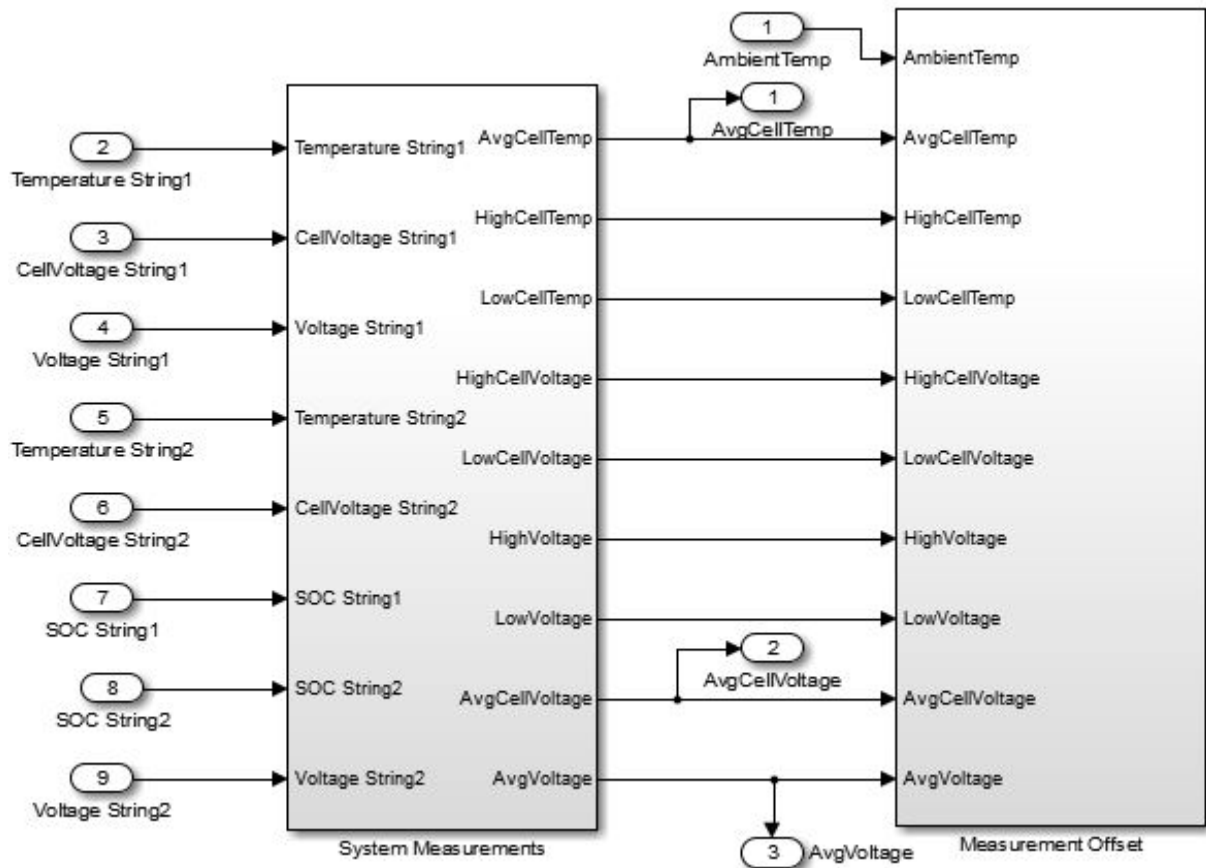 1
AmbientTemp
1
AvgCellTemp
2
Temperature String1
3
CellVoltage String1
4
Voltage String1
5
Temperature String2
6
CellVoltage String2
7
SOC String1
8
SOC String2
9
Voltage String2
Temperature String1
CellVoltage String1
Voltage String1
Temperature String2
CellVoltage String2
SOC String1
SOC String2
Voltage String2
AvgCellTemp
HighCellTemp
LowCellTemp
HighCellVoltage
LowCellVoltage
HighVoltage
LowVoltage
AvgCellVoltage
AvgVoltage
System Measurements
2
AvgCellVoltage
3
AvgVoltage
AmbientTemp
AvgCellTemp
HighCellTemp
LowCellTemp
HighCellVoltage
LowCellVoltage
HighVoltage
LowVoltage
AvgCellVoltage
AvgVoltage
Measurement Offset